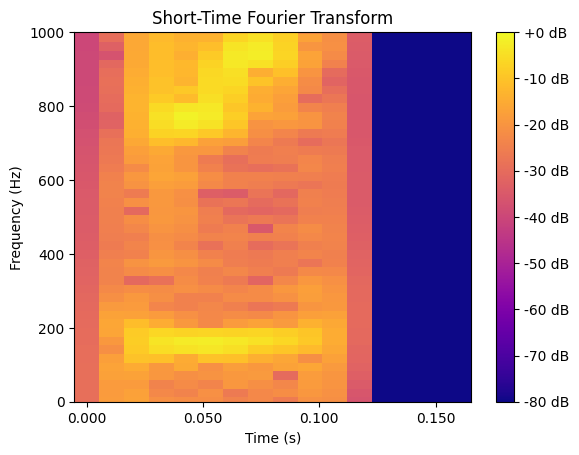 Short-Time Fourier Transform
1000
800
600
400
200
0
Frequency (Hz)
0.000
0.050
0.100
0.150
Time (s)
+0 dB
-10 dB
-20 dB
-30 dB
-40 dB
-50 dB
-60 dB
-70 dB
-80 dB